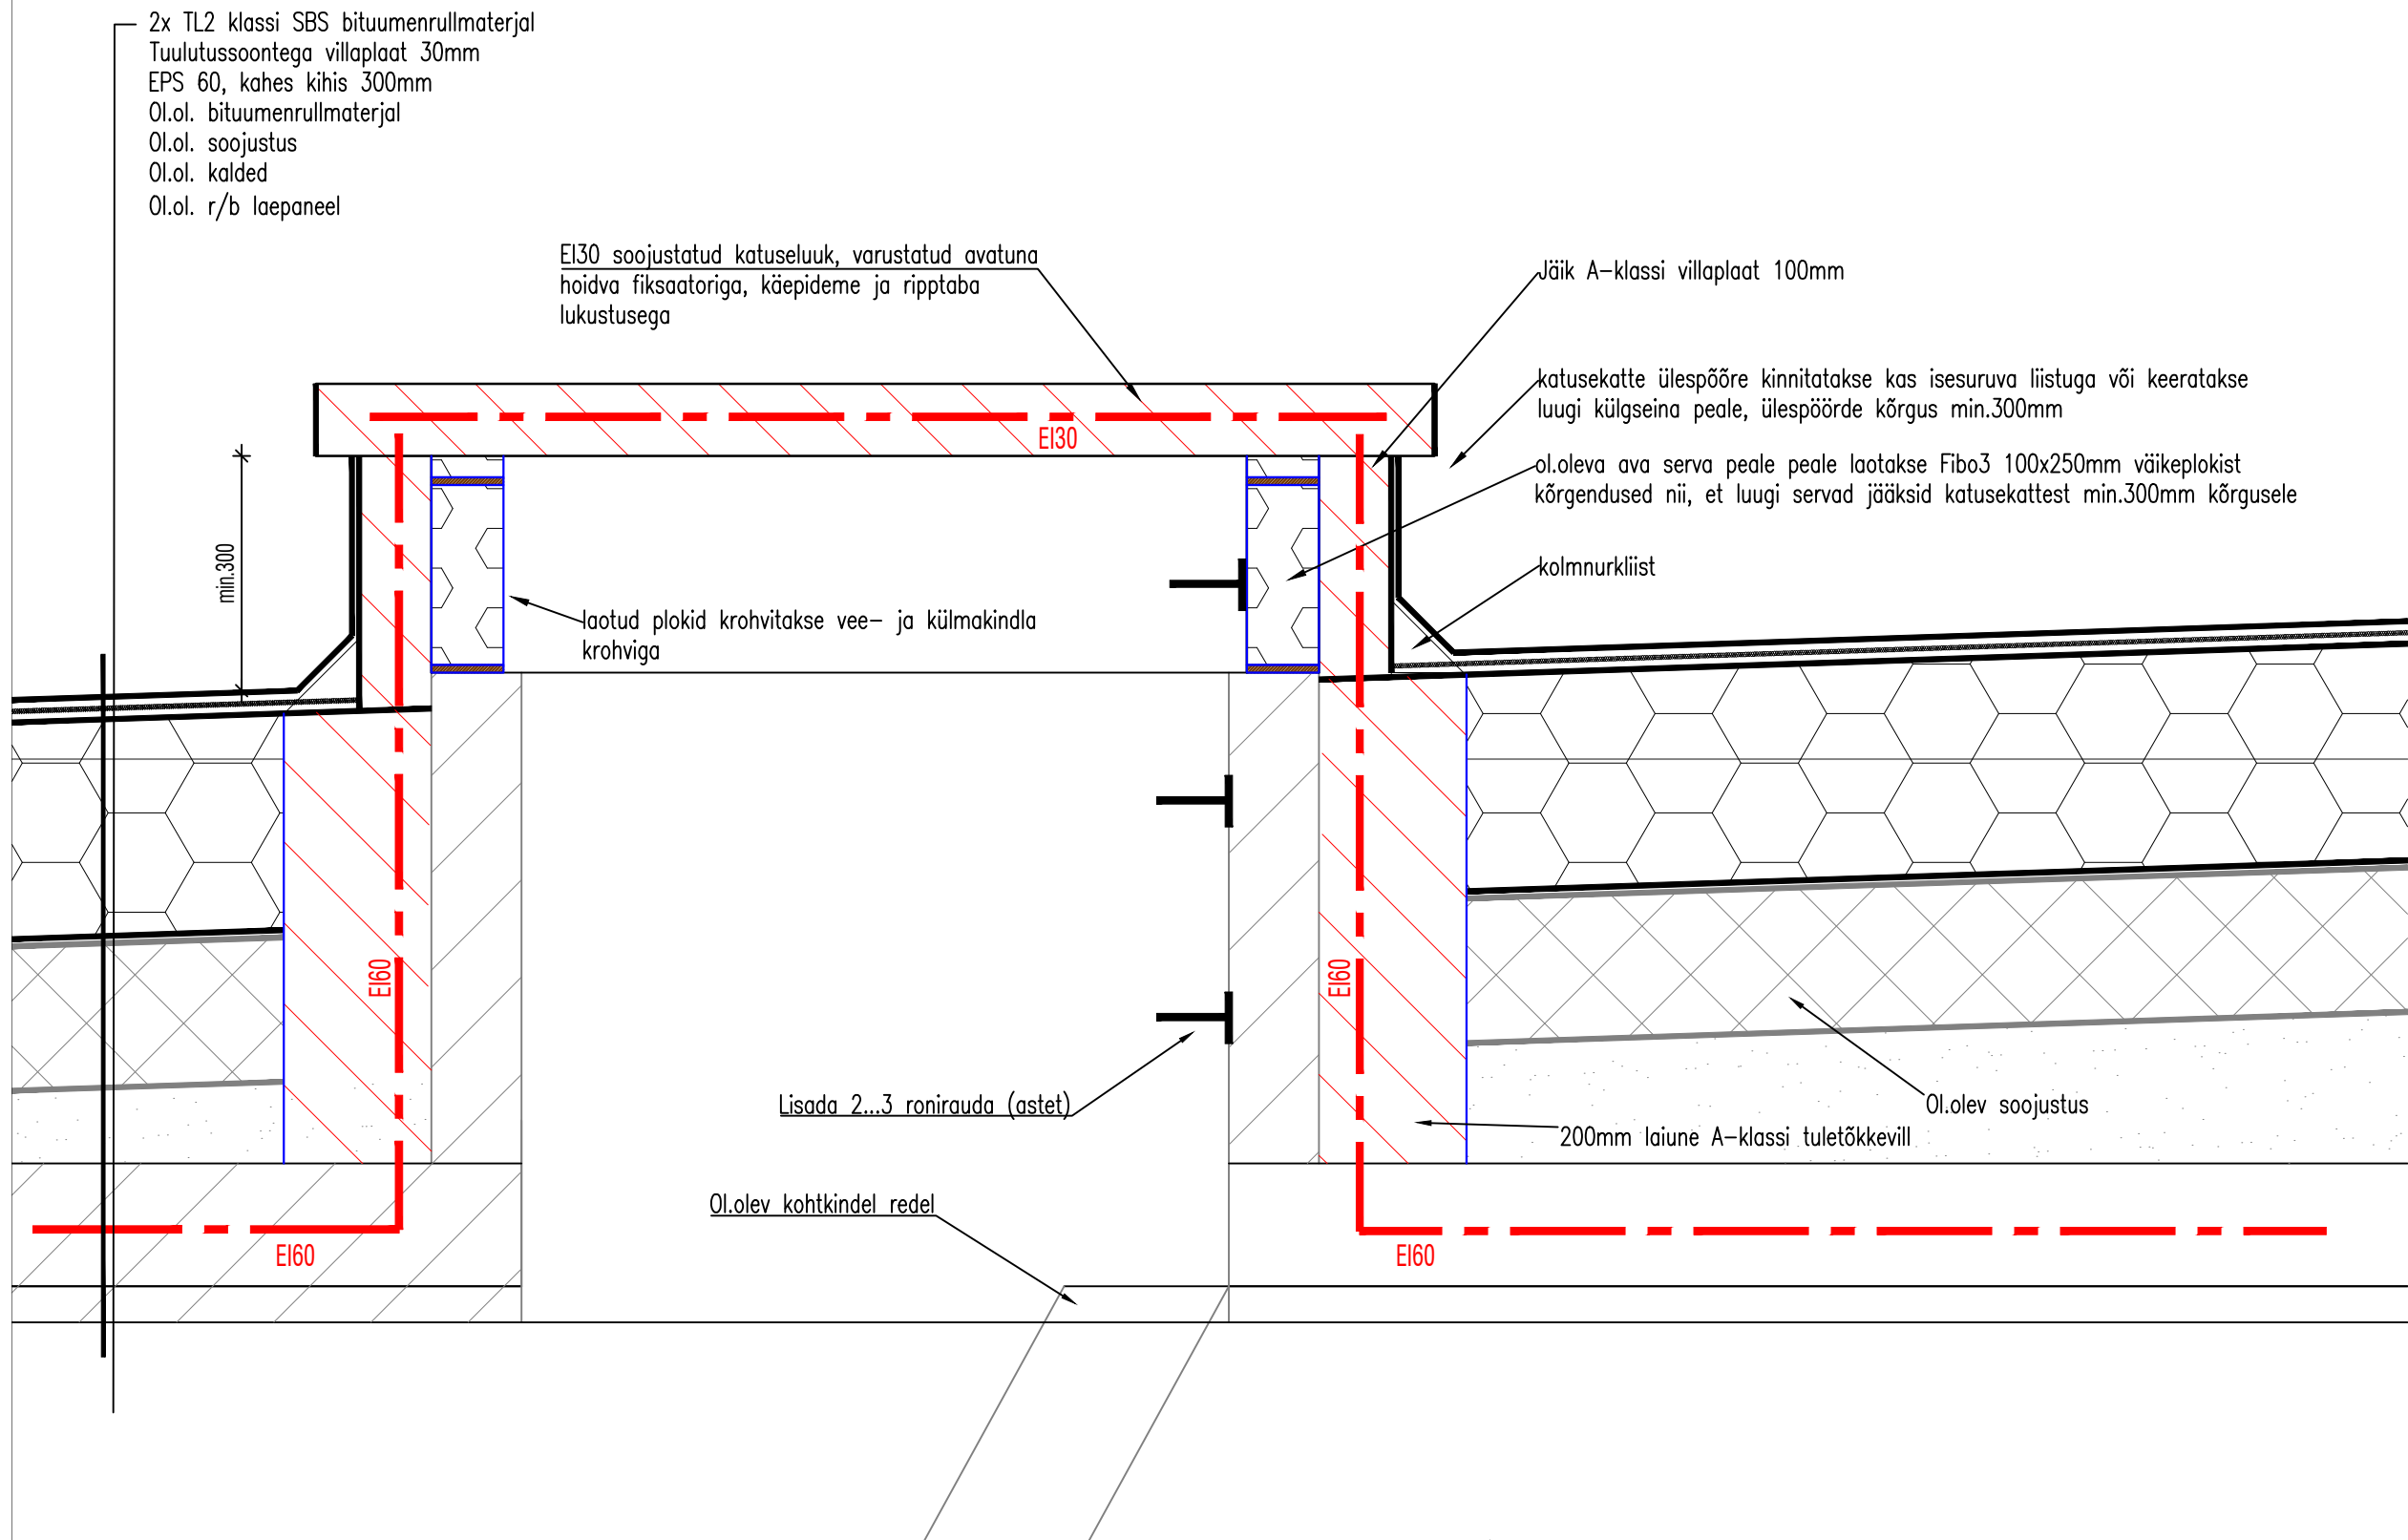 2x TL2 klassi SBS bituumenrullmaterjal
Tuulutussoontega villaplaat 30mm
EPS 60, kahes kihis 300mm
Ol.ol. bituumenrullmaterjal
Ol.ol. soojustus
Ol.ol. kalded
Ol.ol. r/b laepaneel
EI30 soojustatud katuseluuk, varustatud avatuna
hoidva fiksaatoriga, käepideme ja ripptaba
lukustusega
Jäik A-klassi villaplaat 100mm
katusekatte ülespõõre kinnitatakse kas isesuruva liistuga või keeratakse
luugi külgseina peale, ülespöörde kõrgus min.300mm
EI30
ol.oleva ava serva peale peale laotakse Fibo3 100x250mm väikeplokist
kõrgendused nii, et luugi servad jääksid katusekattest min.300mm kõrgusele
min.300
kolmnurkliist
laotud plokid krohvitakse vee- ja külmakindla
krohviga
EI60
EI60
Lisada 2...3 ronirauda (astet)
Ol.olev soojustus
200mm laiune A-klassi tuletõkkevill
Ol.olev kohtkindel redel
EI60
EI60